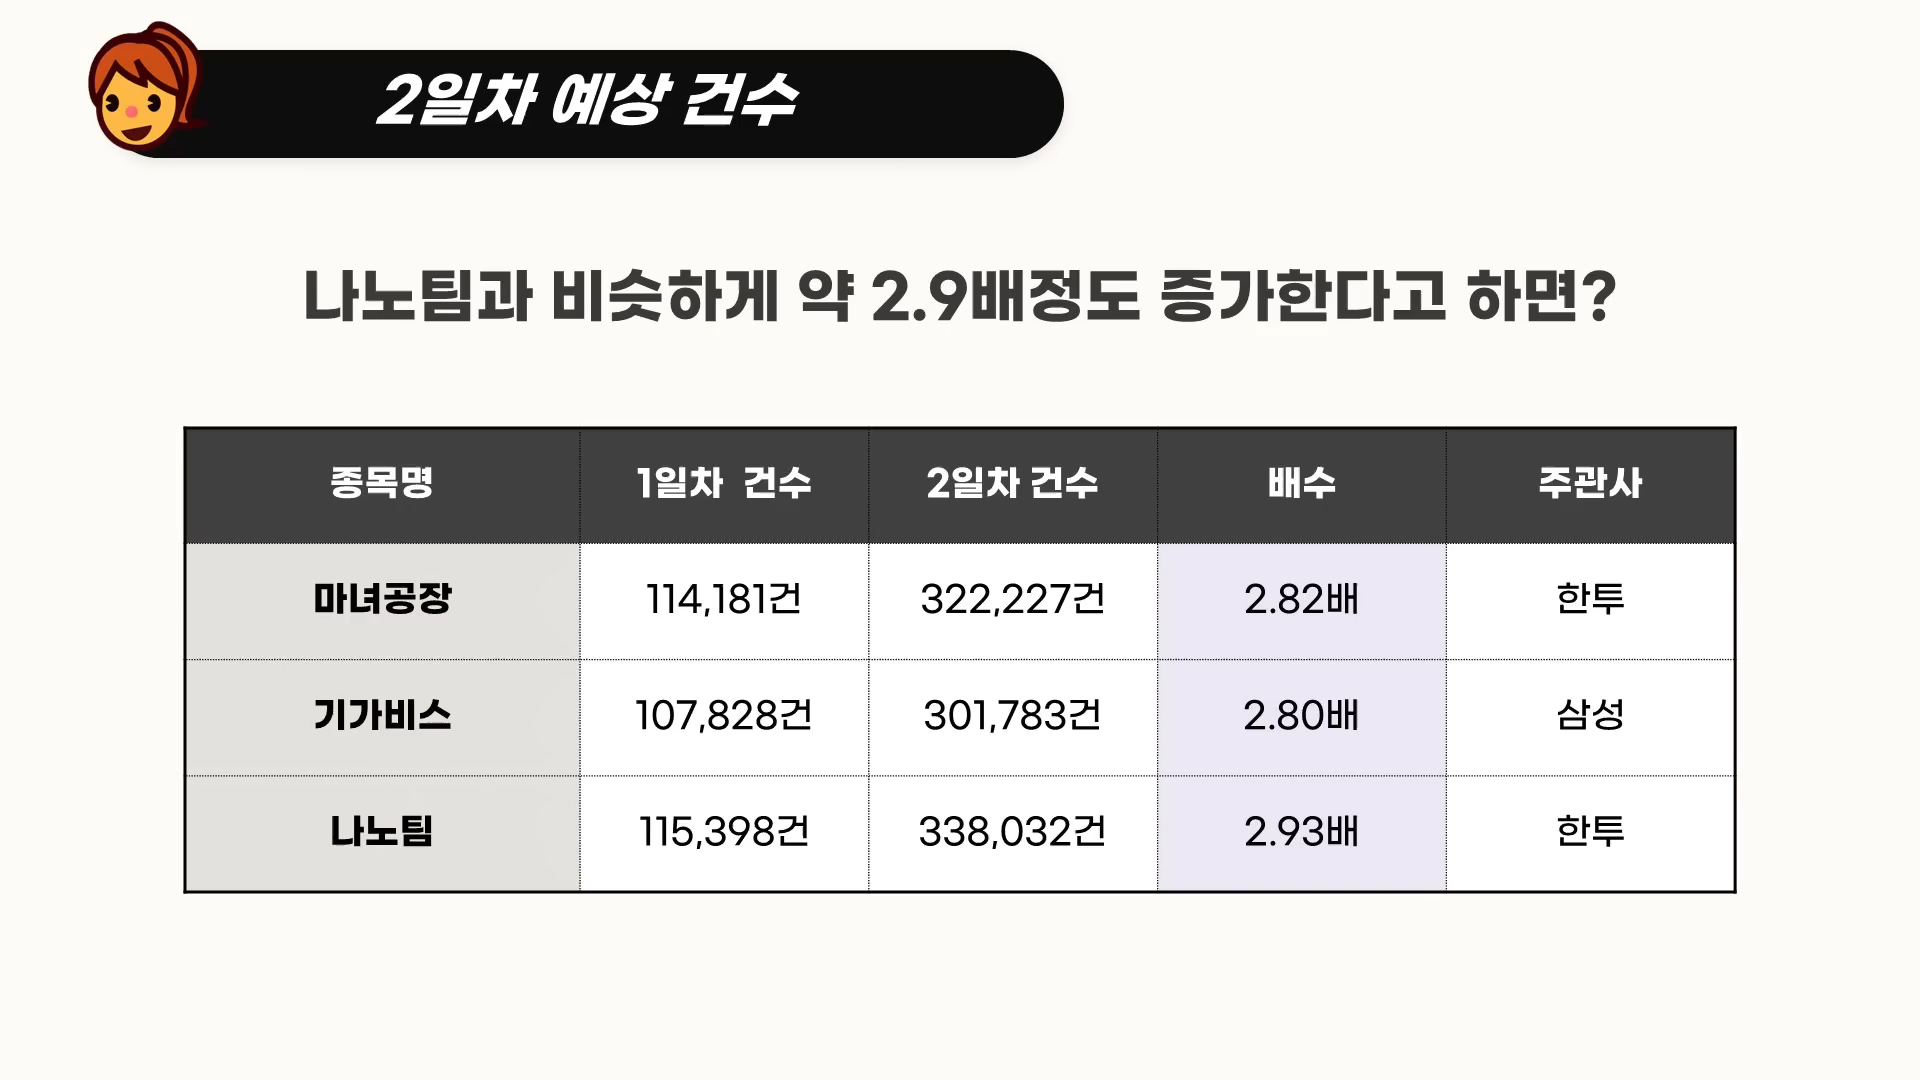 2일차 예상 건수
나노팀과 비슷하게 약 2.9배정도 증가한다고 하면?
종목명 1일차 건수 2일차 건수 배수 주관사
마녀공장 114,181건 322,227건 2.82배 한투
기가비스 107,828건 301,783건 2.80배 삼성
나노팀 115,398건 338,032건 2.93배 한투